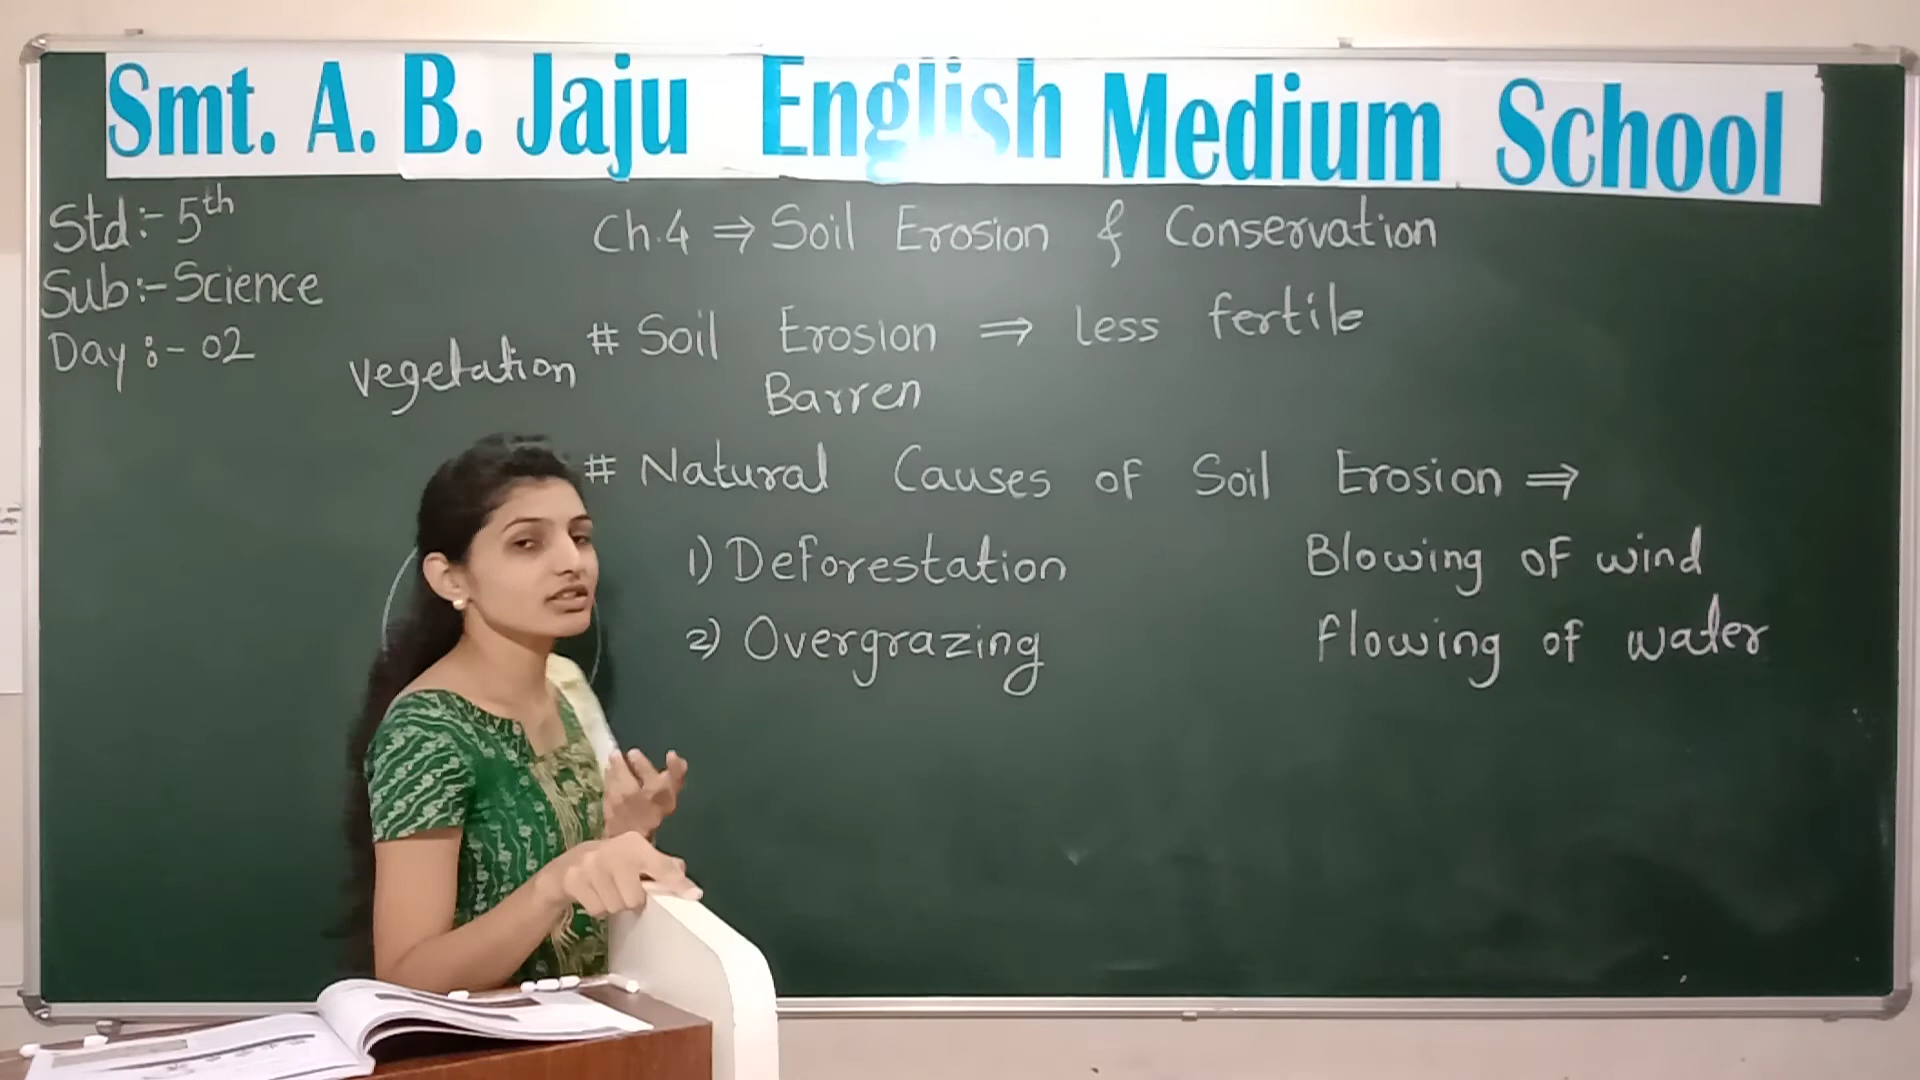 Smt. A. B. Jaju English Medium School
Std:- 5th
Sub:- Science
Day:- 02
Ch.4 ⇒ Soil Erosion & Conservation
# Soil Erosion ⇒ less fertile
vegetation
Barren
# Natural Causes of Soil Erosion ⇒
1) Deforestation
Blowing of wind
2) Overgrazing
flowing of water